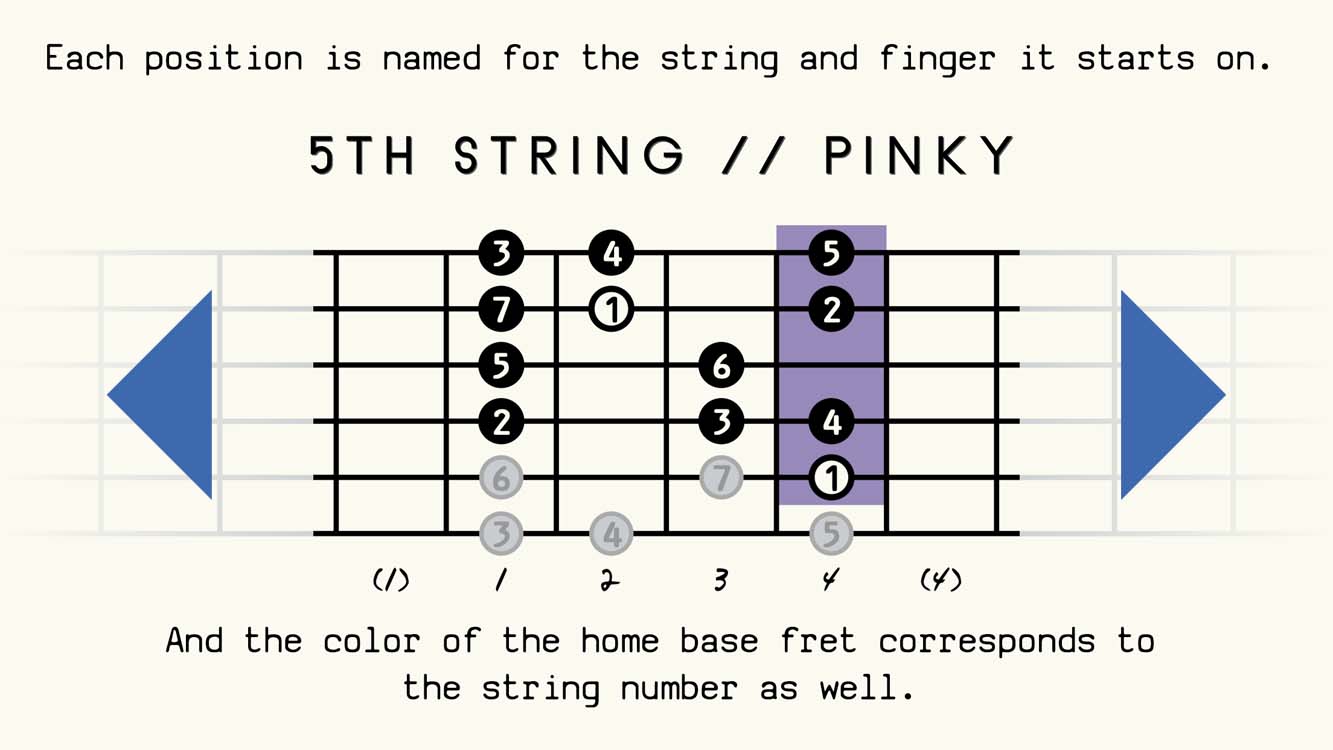 Each position is named for the string and finger it starts on.
5TH STRING // PINKY
3 4 5
7 1 2
5 6
2 3 4
6 7 1
3 4 5
(1) 1 2 3 4 (4)
And the color of the home base fret corresponds to
the string number as well.